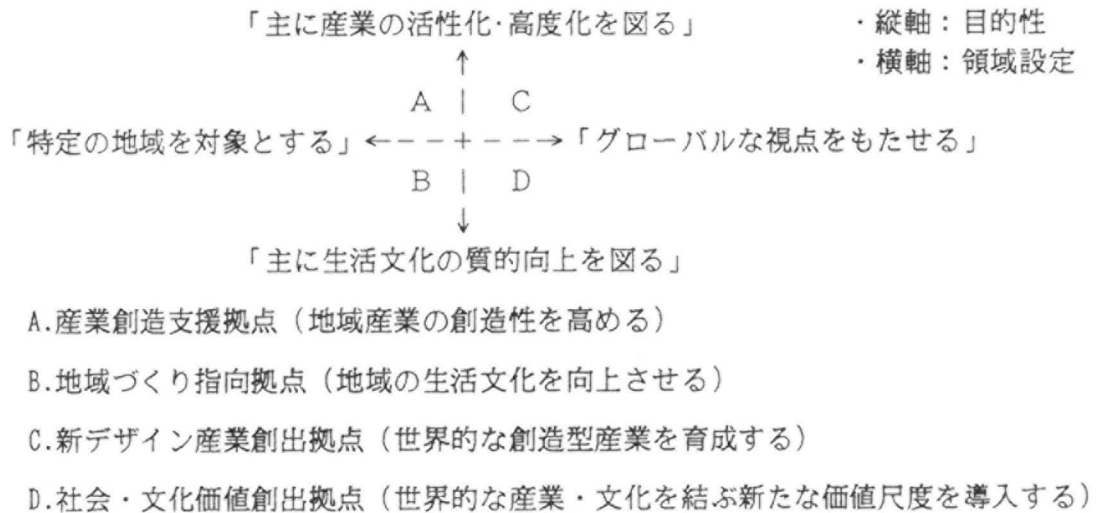 「主に産業の活性化・高度化を図る」
・縦軸：目的性
・横軸：領域設定
↑
A | C
「特定の地域を対象とする」←－－＋－－→「グローバルな視点をもたせる」
B | D
↓
「主に生活文化の質的向上を図る」
A.産業創造支援拠点（地域産業の創造性を高める）
B.地域づくり指向拠点（地域の生活文化を向上させる）
C.新デザイン産業創出拠点（世界的な創造型産業を育成する）
D.社会・文化価値創出拠点（世界的な産業・文化を結ぶ新たな価値尺度を導入する）